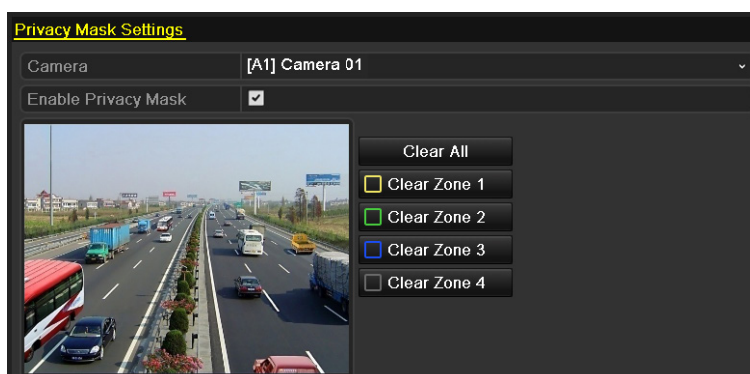 Privacy Mask Settings
Camera [A1] Camera 01
Enable Privacy Mask
Clear All
Clear Zone 1
Clear Zone 2
Clear Zone 3
Clear Zone 4